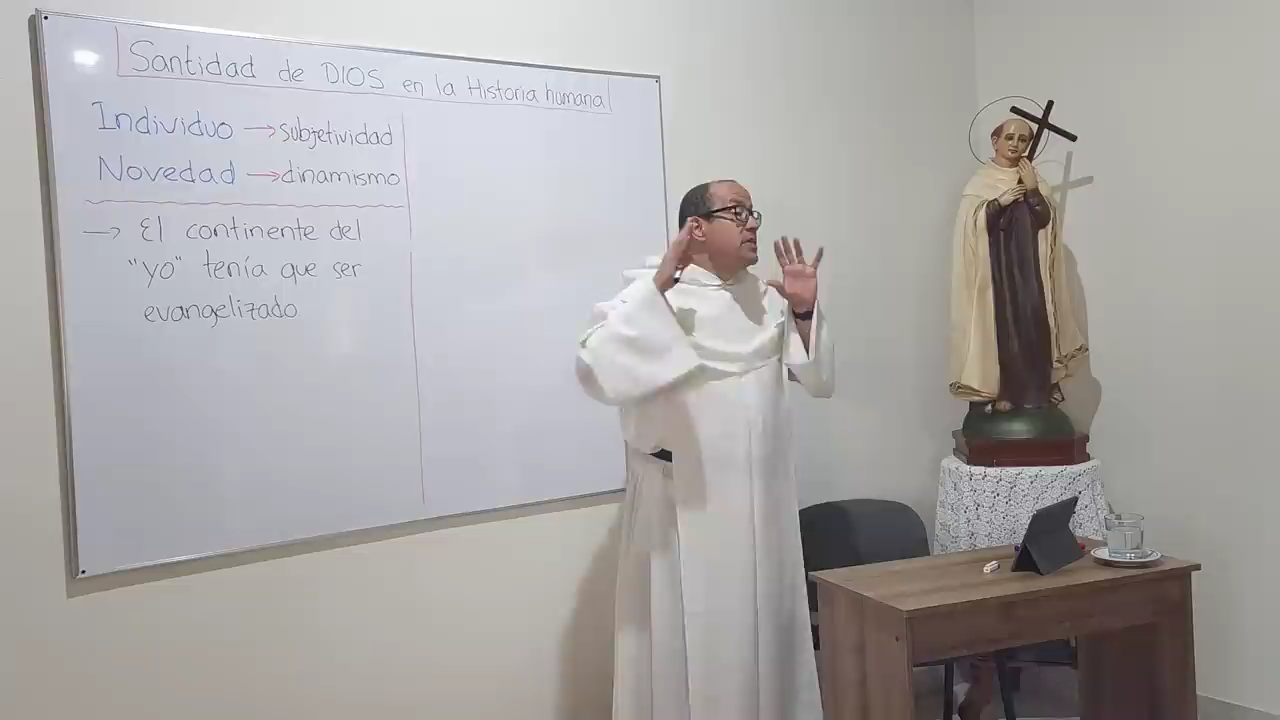 Santidad de DIOS en la Historia humana
Individuo → subjetividad
Novedad → dinamismo
→ El continente del
"yo" tenía que ser
evangelizado